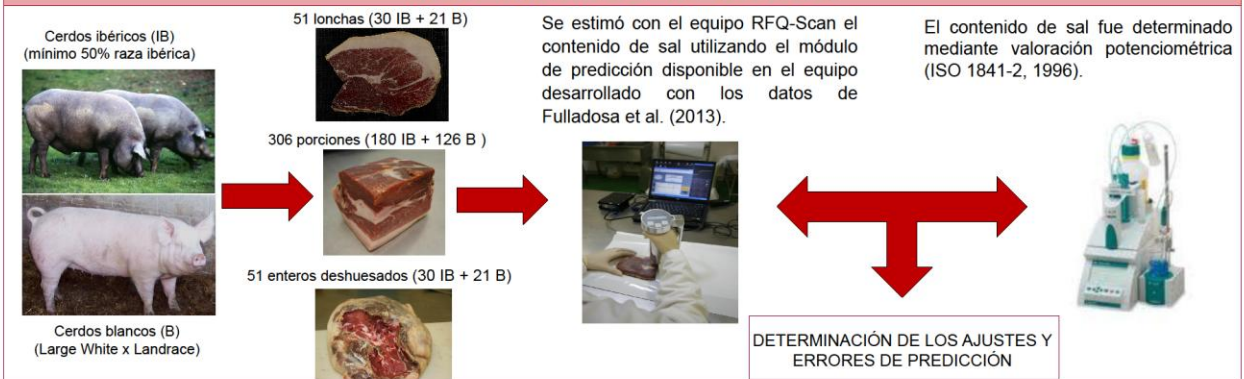 Cerdos ibéricos (IB)
(mínimo 50% raza ibérica)
Cerdos blancos (B)
(Large White x Landrace)
51 lonchas (30 IB + 21 B)
306 porciones (180 IB + 126 B )
51 enteros deshuesados (30 IB + 21 B)
Se estimó con el equipo RFQ-Scan el
contenido de sal utilizando el módulo
de predicción disponible en el equipo
desarrollado con los datos de
Fulladosa et al. (2013).
El contenido de sal fue determinado
mediante valoración potenciométrica
(ISO 1841-2, 1996).
DETERMINACIÓN DE LOS AJUSTES Y
ERRORES DE PREDICCIÓN